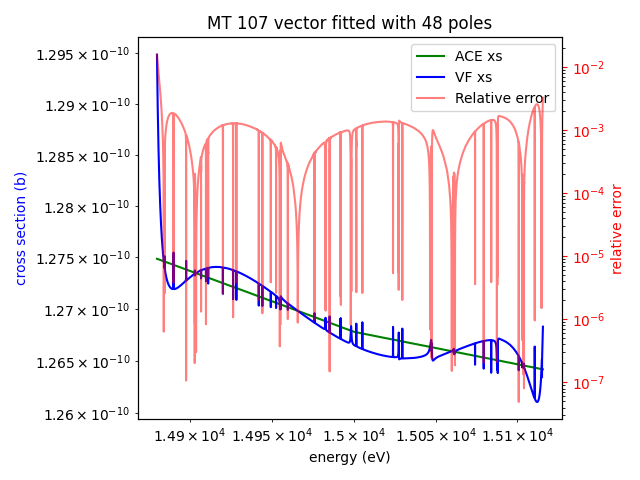 MT 107 vector fitted with 48 poles
ACE xs
VF xs
Relative error
1.295 × 10⁻¹⁰
1.29 × 10⁻¹⁰
1.285 × 10⁻¹⁰
1.28 × 10⁻¹⁰
1.275 × 10⁻¹⁰
1.27 × 10⁻¹⁰
1.265 × 10⁻¹⁰
1.26 × 10⁻¹⁰
cross section (b)
10⁻²
10⁻³
10⁻⁴
10⁻⁵
10⁻⁶
10⁻⁷
relative error
1.49 × 10⁴ 1.495 × 10⁴ 1.5 × 10⁴ 1.505 × 10⁴ 1.51 × 10⁴
energy (eV)